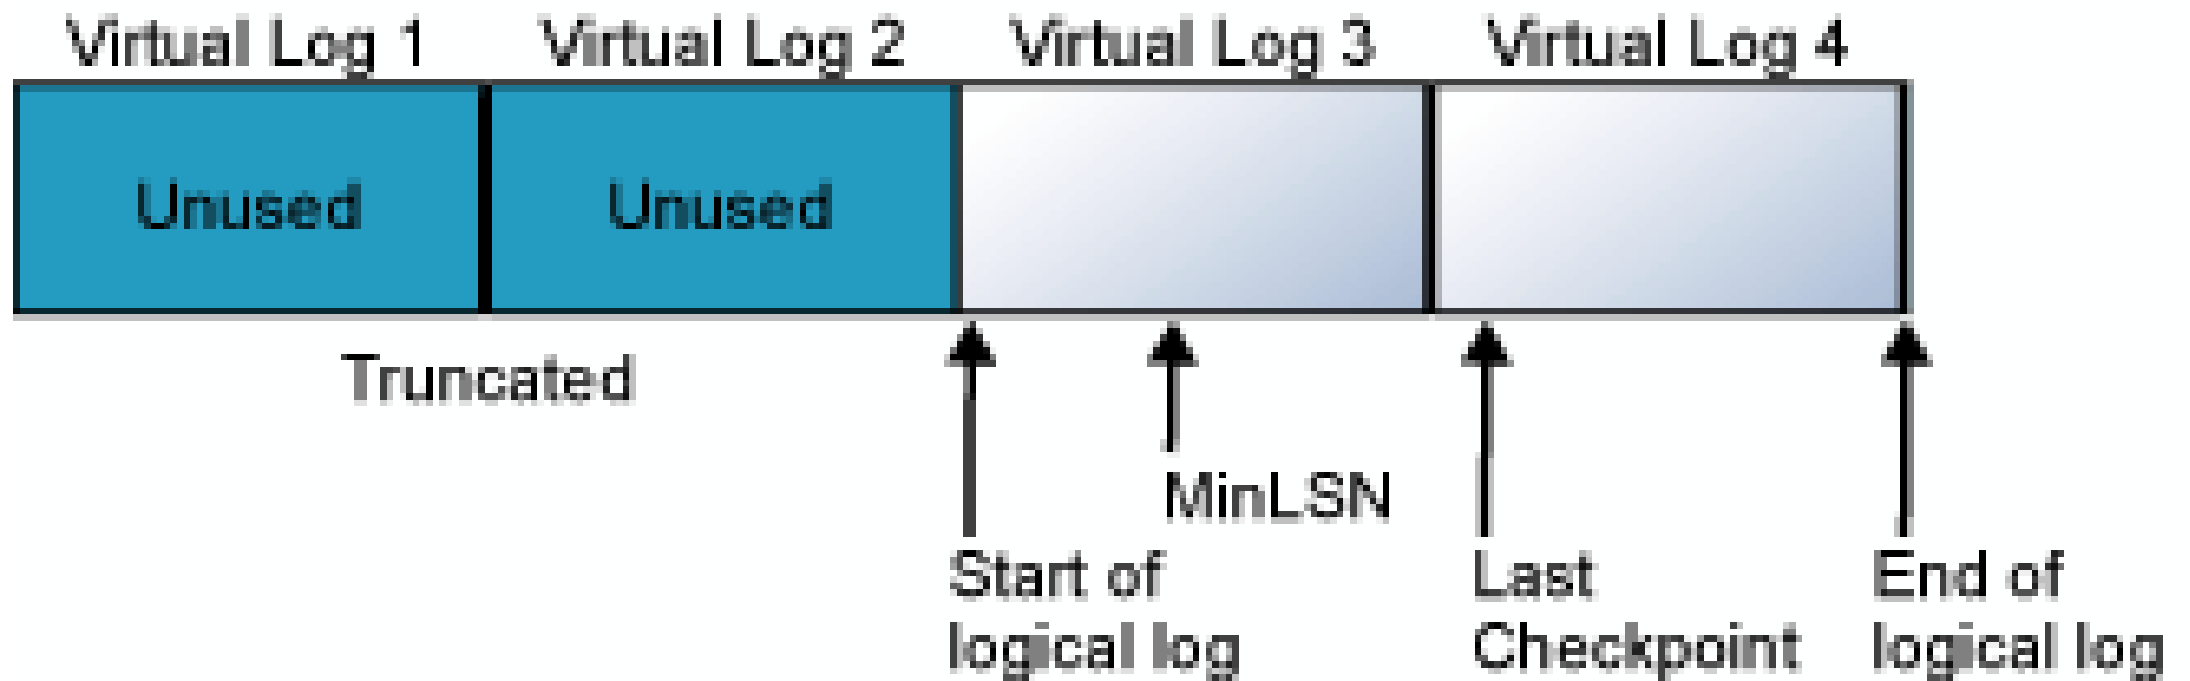 Virtual Log 1
Virtual Log 2
Virtual Log 3
Virtual Log 4
Unused
Unused
Truncated
MinLSN
Start of
logical log
Last
Checkpoint
End of
logical log